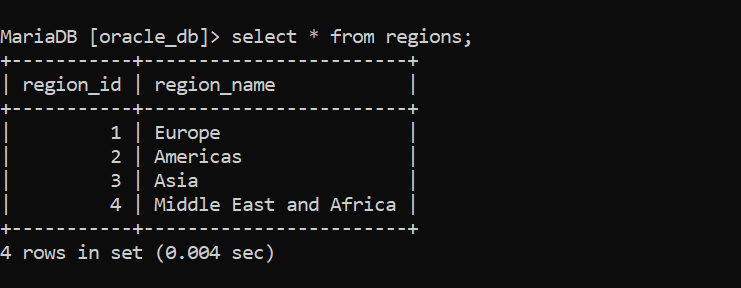 MariaDB [oracle_db]> select * from regions;
+-----------+------------------------+
| region_id | region_name            |
+-----------+------------------------+
|         1 | Europe                 |
|         2 | Americas               |
|         3 | Asia                   |
|         4 | Middle East and Africa |
+-----------+------------------------+
4 rows in set (0.004 sec)